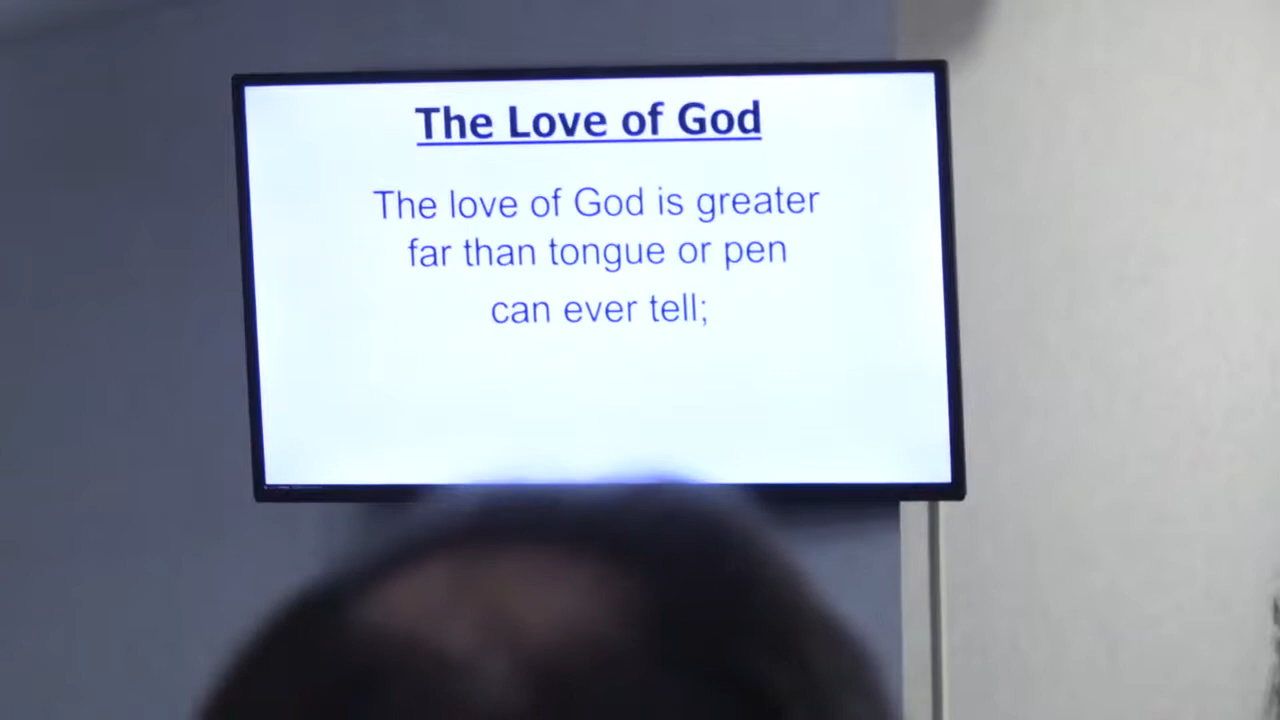 The Love of God
The love of God is greater
far than tongue or pen
can ever tell;